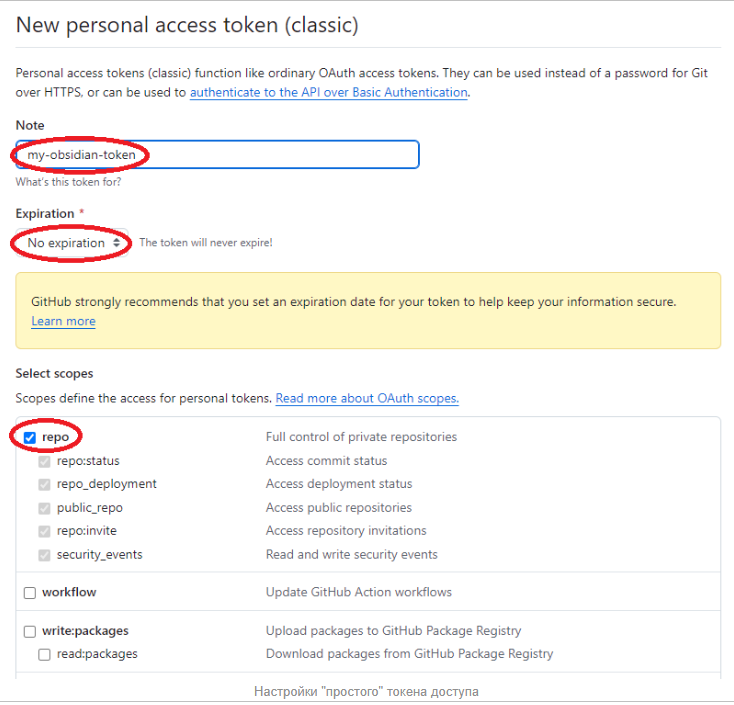 New personal access token (classic)
Personal access tokens (classic) function like ordinary OAuth access tokens. They can be used instead of a password for Git
over HTTPS, or can be used to authenticate to the API over Basic Authentication.
Note
my-obsidian-token
What's this token for?
Expiration *
No expiration The token will never expire!
GitHub strongly recommends that you set an expiration date for your token to help keep your information secure.
Learn more
Select scopes
Scopes define the access for personal tokens. Read more about OAuth scopes.
repo Full control of private repositories
repo:status Access commit status
repo_deployment Access deployment status
public_repo Access public repositories
repo:invite Access repository invitations
security_events Read and write security events
workflow Update GitHub Action workflows
write:packages Upload packages to GitHub Package Registry
read:packages Download packages from GitHub Package Registry
Настройки "простого" токена доступа